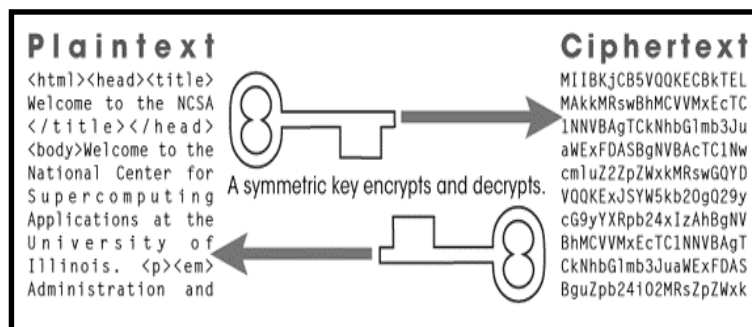 Plaintext
<html><head><title>
Welcome to the NCSA
</title></head>
<body>Welcome to the
National Center for
Supercomputing
Applications at the
University of
Illinois. <p><em>
Administration and
A symmetric key encrypts and decrypts.
Ciphertext
MIIBKjCB5VQQKECBkTEL
MAkkMRswBhMCVVMxEcTC
1NNVBAgTCkNhbGlmb3Ju
aWExFDASBgNVBAcTC1Nw
cmluZ2ZpZWxkMRswGQYD
VQQKExJSYW5kb20gQ29y
cG9yYXRpb24xIzAhBgNV
BhMCVVMxEcTC1NNVBAgT
CkNhbGlmb3JuaWExFDAS
BguZpb24iO2MRsZpZWxk